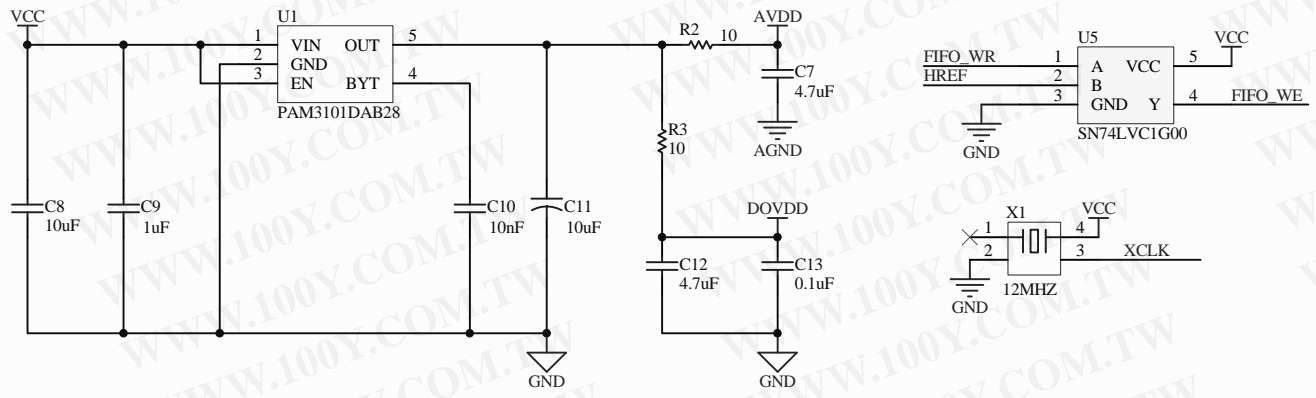 VCC
U1
1 VIN OUT 5
2 GND
3 EN BYT 4
PAM3101DAB28
C8
10uF
C9
1uF
C10
10nF
C11
10uF
GND
R2 10
AVDD
C7
4.7uF
AGND
R3
10
DOVDD
C12
4.7uF
C13
0.1uF
GND
U5
VCC
FIFO_WR 1 A VCC 5
HREF 2 B
3 GND Y 4 FIFO_WE
SN74LVC1G00
GND
X1
VCC
1 4
2 3 XCLK
12MHZ
GND
WWW.100Y.COM.TW